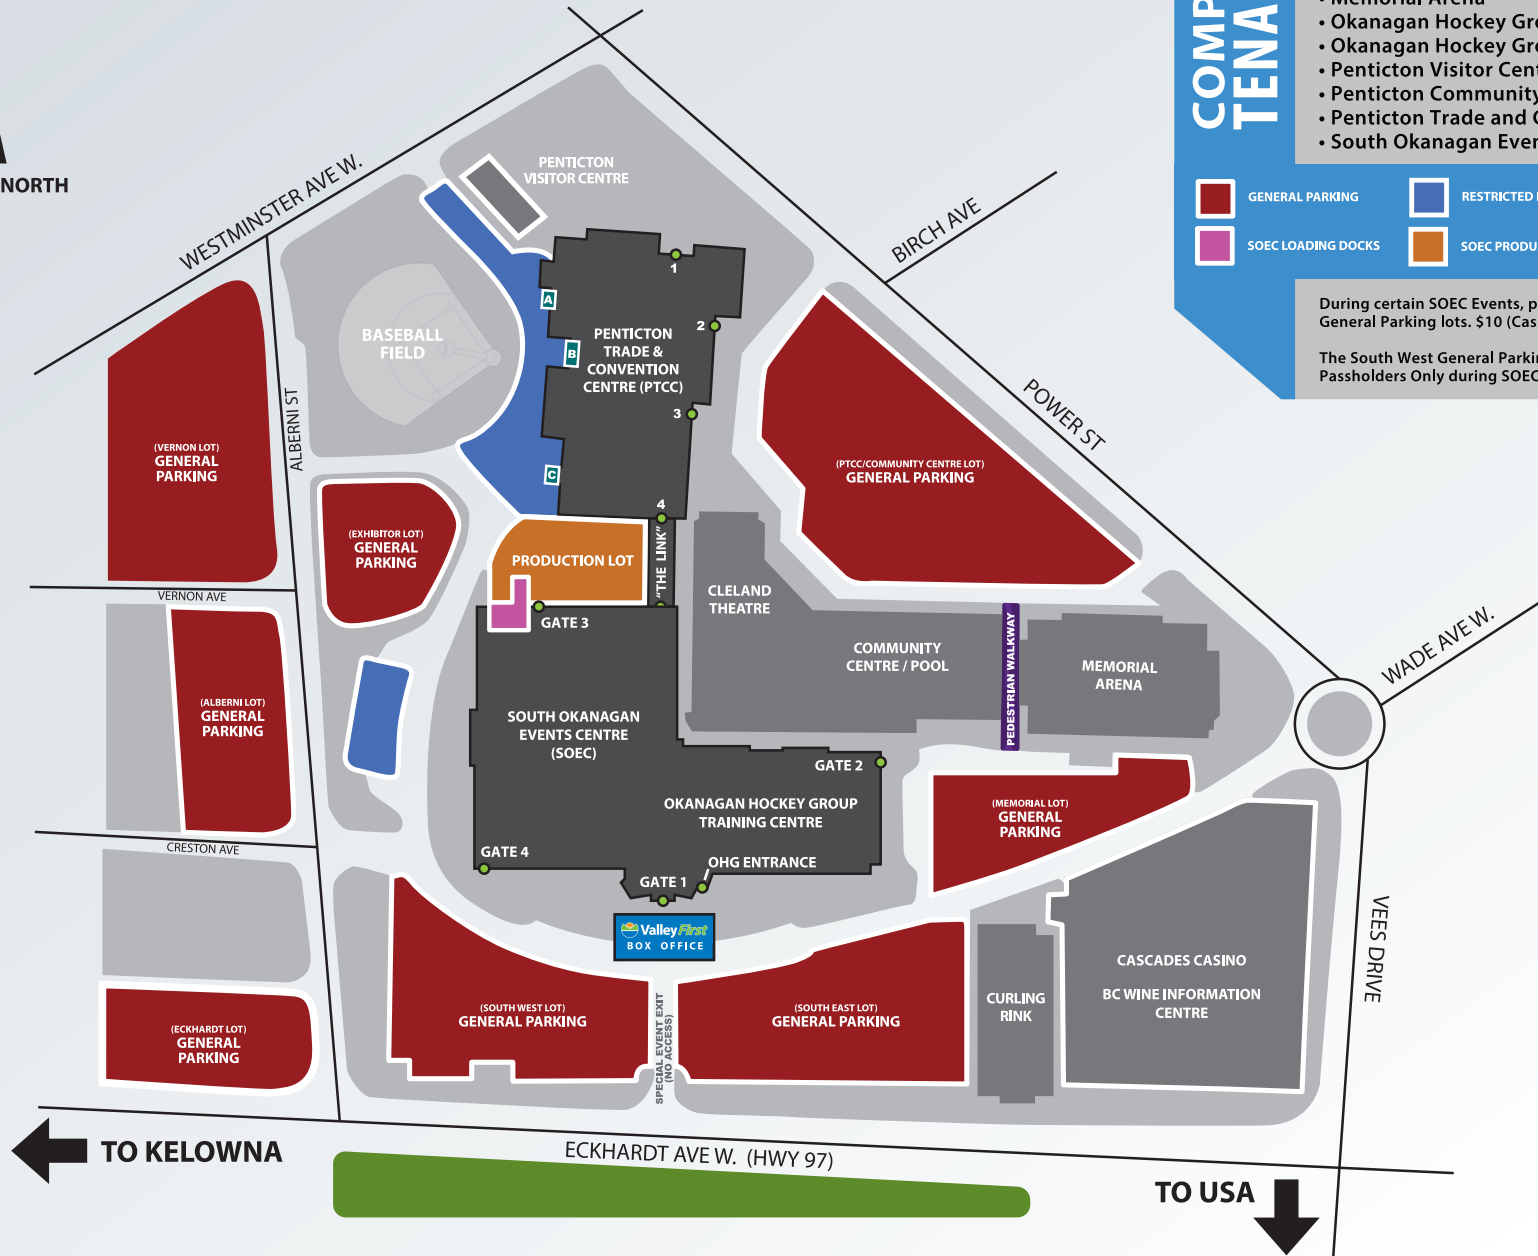 COMP
TENA
• Memorial Arena
• Okanagan Hockey Gro
• Okanagan Hockey Gro
• Penticton Visitor Cent
• Penticton Community
• Penticton Trade and C
• South Okanagan Even
GENERAL PARKING
RESTRICTED
SOEC LOADING DOCKS
SOEC PRODU
During certain SOEC Events, p
General Parking lots. $10 (Cas
The South West General Parkin
Passholders Only during SOEC
NORTH
WESTMINSTER AVE W.
PENTICTON
VISITOR CENTRE
BIRCH AVE
POWER ST
WADE AVE W.
VEES DRIVE
ALBERNI ST
BASEBALL
FIELD
1
2
3
4
A
B
C
PENTICTON
TRADE &
CONVENTION
CENTRE (PTCC)
(VERNON LOT)
GENERAL
PARKING
(PTCC/COMMUNITY CENTRE LOT)
GENERAL PARKING
(EXHIBITOR LOT)
GENERAL
PARKING
PRODUCTION LOT
"THE LINK"
CLELAND
THEATRE
VERNON AVE
GATE 3
COMMUNITY
CENTRE / POOL
PEDESTRIAN WALKWAY
MEMORIAL
ARENA
(ALBERNI LOT)
GENERAL
PARKING
SOUTH OKANAGAN
EVENTS CENTRE
(SOEC)
GATE 2
OKANAGAN HOCKEY GROUP
TRAINING CENTRE
(MEMORIAL LOT)
GENERAL
PARKING
CRESTON AVE
GATE 4
OHG ENTRANCE
GATE 1
Valley First
BOX OFFICE
CASCADES CASINO
BC WINE INFORMATION
CENTRE
CURLING
RINK
(SOUTH WEST LOT)
GENERAL PARKING
SPECIAL EVENT EXIT
(NO ACCESS)
(SOUTH EAST LOT)
GENERAL PARKING
(ECKHARDT LOT)
GENERAL
PARKING
TO KELOWNA
ECKHARDT AVE W. (HWY 97)
TO USA